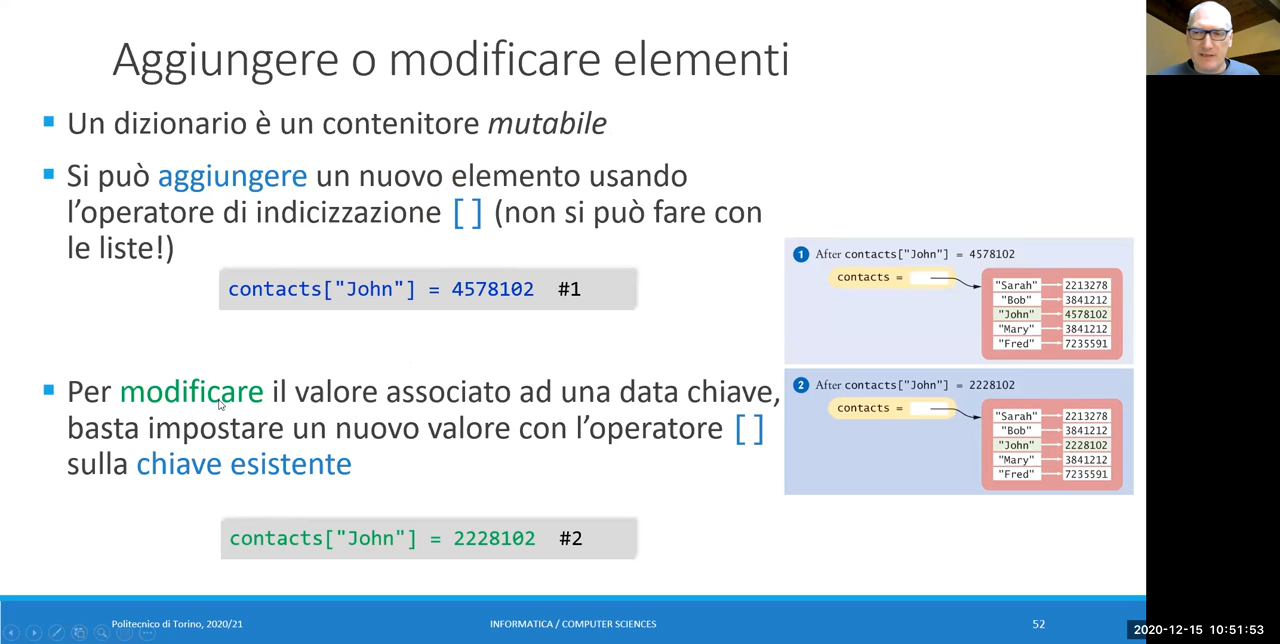 Aggiungere o modificare elementi
Un dizionario è un contenitore mutabile
Si può aggiungere un nuovo elemento usando
l’operatore di indicizzazione [] (non si può fare con
le liste!)
contacts["John"] = 4578102 #1
Per modificare il valore associato ad una data chiave,
basta impostare un nuovo valore con l’operatore []
sulla chiave esistente
contacts["John"] = 2228102 #2
1 After contacts["John"] = 4578102
contacts =
"Sarah" 2213278
"Bob" 3841212
"John" 4578102
"Mary" 3841212
"Fred" 7235591
2 After contacts["John"] = 2228102
contacts =
"Sarah" 2213278
"Bob" 3841212
"John" 2228102
"Mary" 3841212
"Fred" 7235591
Politecnico di Torino, 2020/21
INFORMATICA / COMPUTER SCIENCES
52
2020-12-15 10:51:53